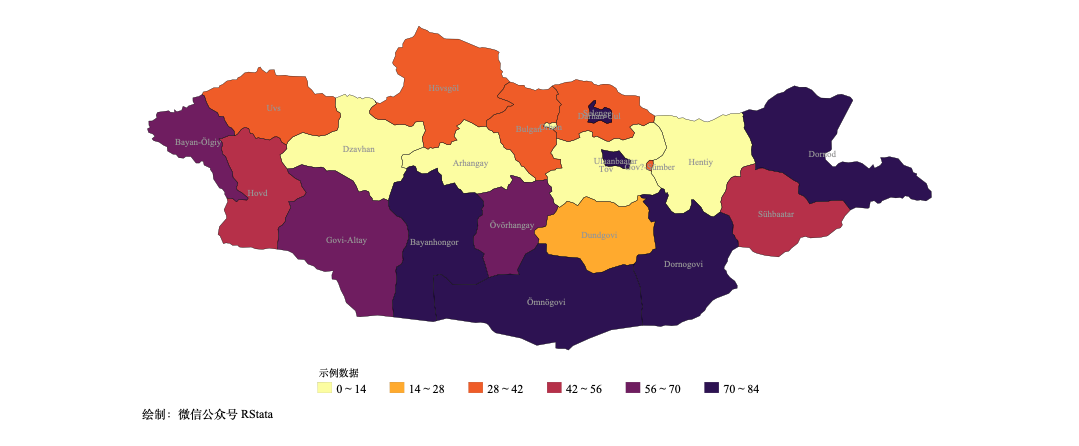 Hövsgöl
Uvs
Selenge
Darhan-Uul
Bulgan
Orhon
Bayan-Ölgiy
Dzavhan
Arhangay
Ulaanbaatar
Töv
Hentiy
Dornod
Hovd
Sühbaatar
Övörhangay
Dundgovi
Govi-Altay
Bayanhongor
Dornogovi
Ömnögovi
示例数据
0 ~ 14 14 ~ 28 28 ~ 42 42 ~ 56 56 ~ 70 70 ~ 84
绘制：微信公众号 RStata